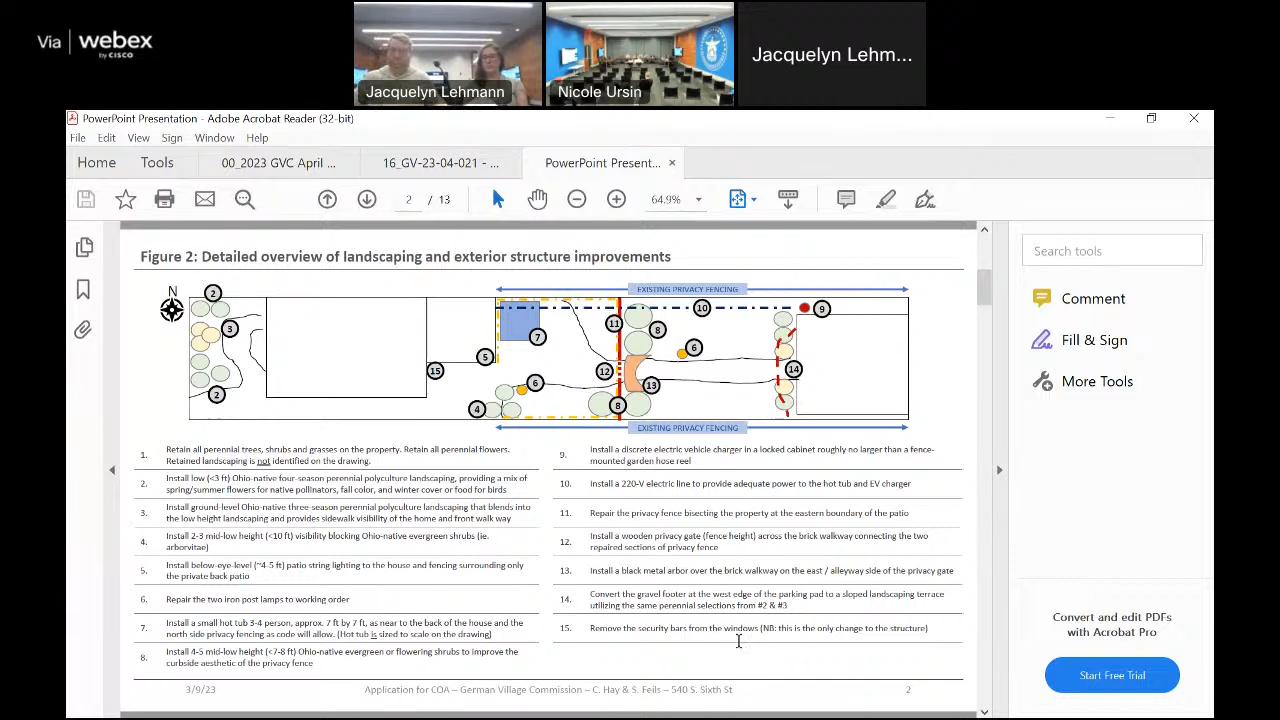 Via webex
by CISCO
Jacquelyn Lehmann
Nicole Ursin
Jacquelyn Lehm...
PowerPoint Presentation - Adobe Acrobat Reader (32-bit)
File Edit View Sign Window Help
Home Tools 00_2023 GVC April ... 16_GV-23-04-021 - ... PowerPoint Present... ×
2 / 13 64.9%
Figure 2: Detailed overview of landscaping and exterior structure improvements
N
EXISTING PRIVACY FENCING
2
3
2
15
5
4
7
6
11
12
8
8
13
6
10
9
14
EXISTING PRIVACY FENCING
1. Retain all perennial trees, shrubs and grasses on the property. Retain all perennial flowers.
Retained landscaping is not identified on the drawing.
2. Install low (<3 ft) Ohio-native four-season perennial polyculture landscaping, providing a mix of
spring/summer flowers for native pollinators, fall color, and winter cover or food for birds
3. Install ground-level Ohio-native three-season perennial polyculture landscaping that blends into
the low height landscaping and provides sidewalk visibility of the home and front walk way
4. Install 2-3 mid-low height (<10 ft) visibility blocking Ohio-native evergreen shrubs (ie.
arborvitae)
5. Install below-eye-level (~4-5 ft) patio string lighting to the house and fencing surrounding only
the private back patio
6. Repair the two iron post lamps to working order
7. Install a small hot tub 3-4 person, approx. 7 ft by 7 ft, as near to the back of the house and the
north side privacy fencing as code will allow. (Hot tub is sized to scale on the drawing)
8. Install 4-5 mid-low height (<7-8 ft) Ohio-native evergreen or flowering shrubs to improve the
curbside aesthetic of the privacy fence
9. Install a discrete electric vehicle charger in a locked cabinet roughly no larger than a fence-
mounted garden hose reel
10. Install a 220-V electric line to provide adequate power to the hot tub and EV charger
11. Repair the privacy fence bisecting the property at the eastern boundary of the patio
12. Install a wooden privacy gate (fence height) across the brick walkway connecting the two
repaired sections of privacy fence
13. Install a black metal arbor over the brick walkway on the east / alleyway side of the privacy gate
14. Convert the gravel footer at the west edge of the parking pad to a sloped landscaping terrace
utilizing the same perennial selections from #2 & #3
15. Remove the security bars from the windows (NB: this is the only change to the structure)
3/9/23 Application for COA – German Village Commission – C. Hay & S. Feils – 540 S. Sixth St 2
Search tools
Comment
Fill & Sign
More Tools
Convert and edit PDFs
with Acrobat Pro
Start Free Trial